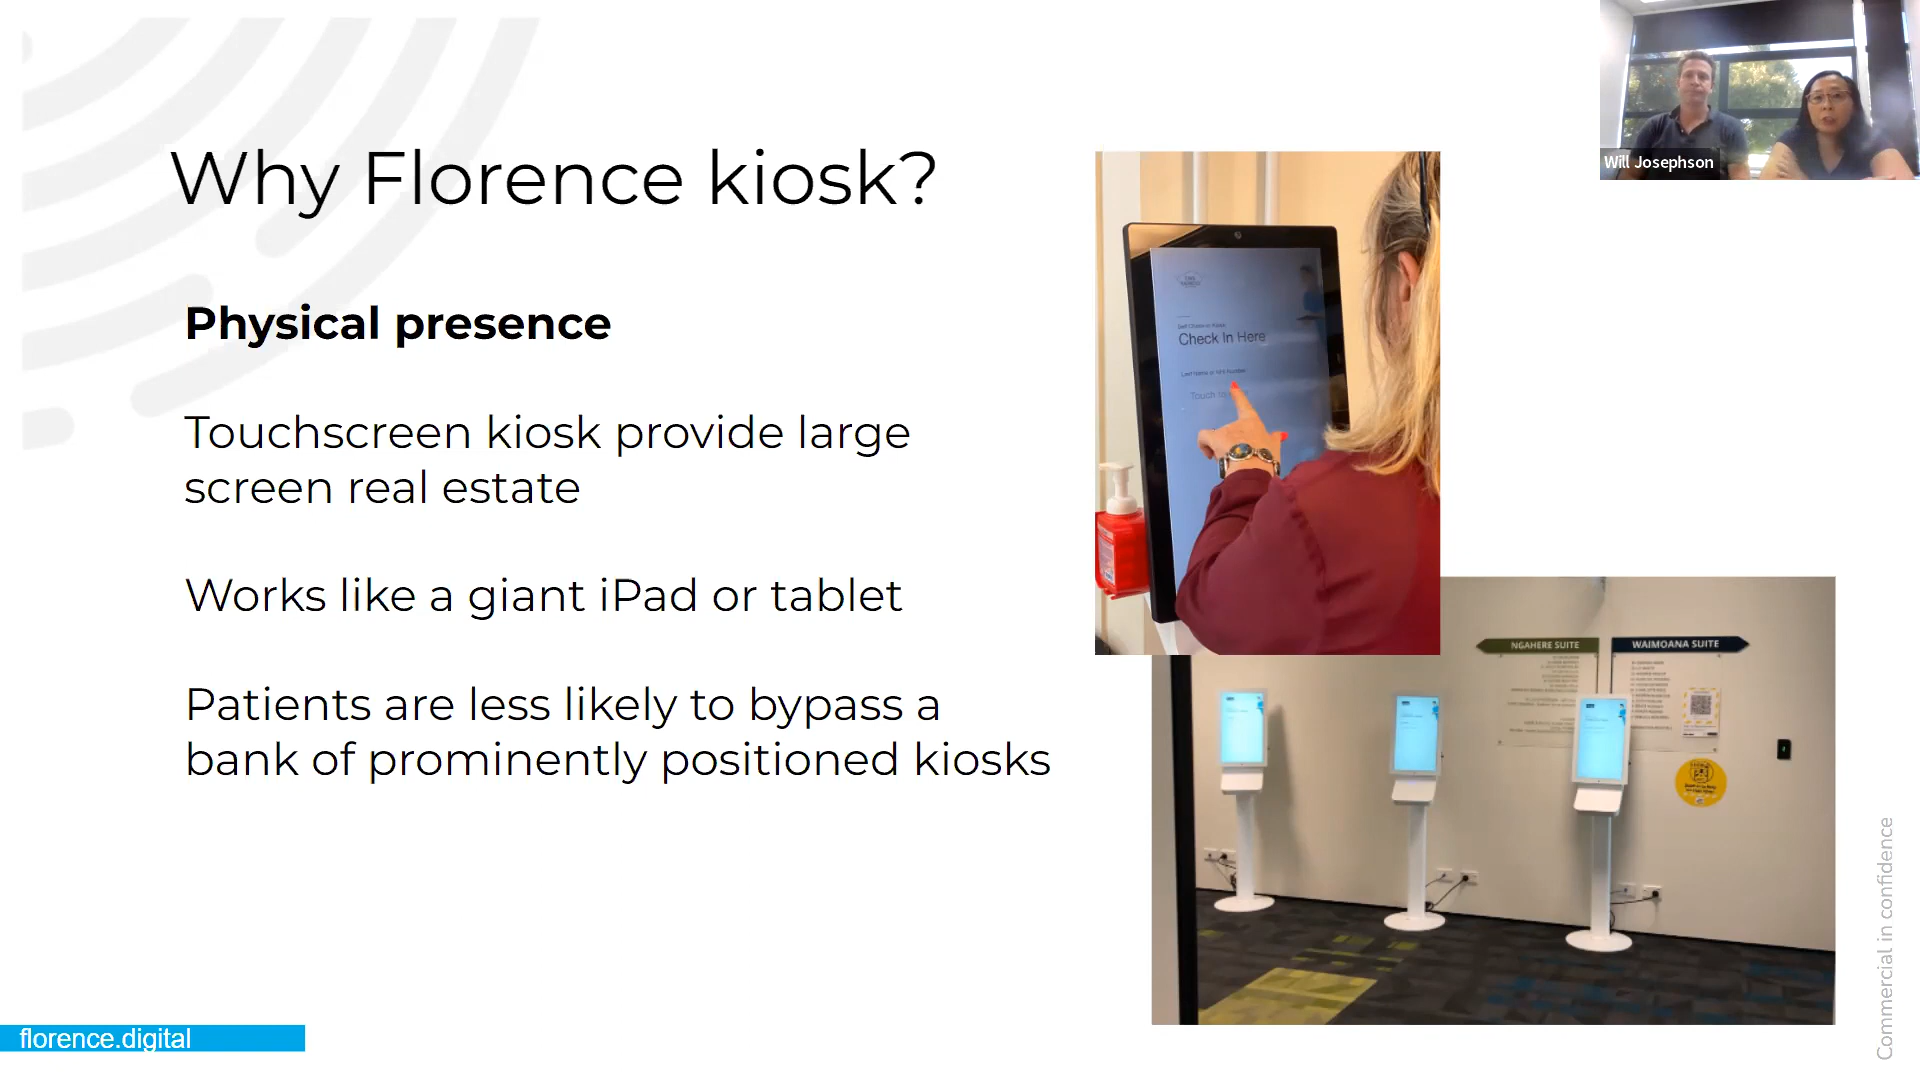 Why Florence kiosk?
Will Josephson
Physical presence
Touchscreen kiosk provide large
screen real estate
Works like a giant iPad or tablet
Patients are less likely to bypass a
bank of prominently positioned kiosks
Check In Here
Touch to
NGAHERE SUITE
WAIMOANA SUITE
Commercial in confidence
florence.digital